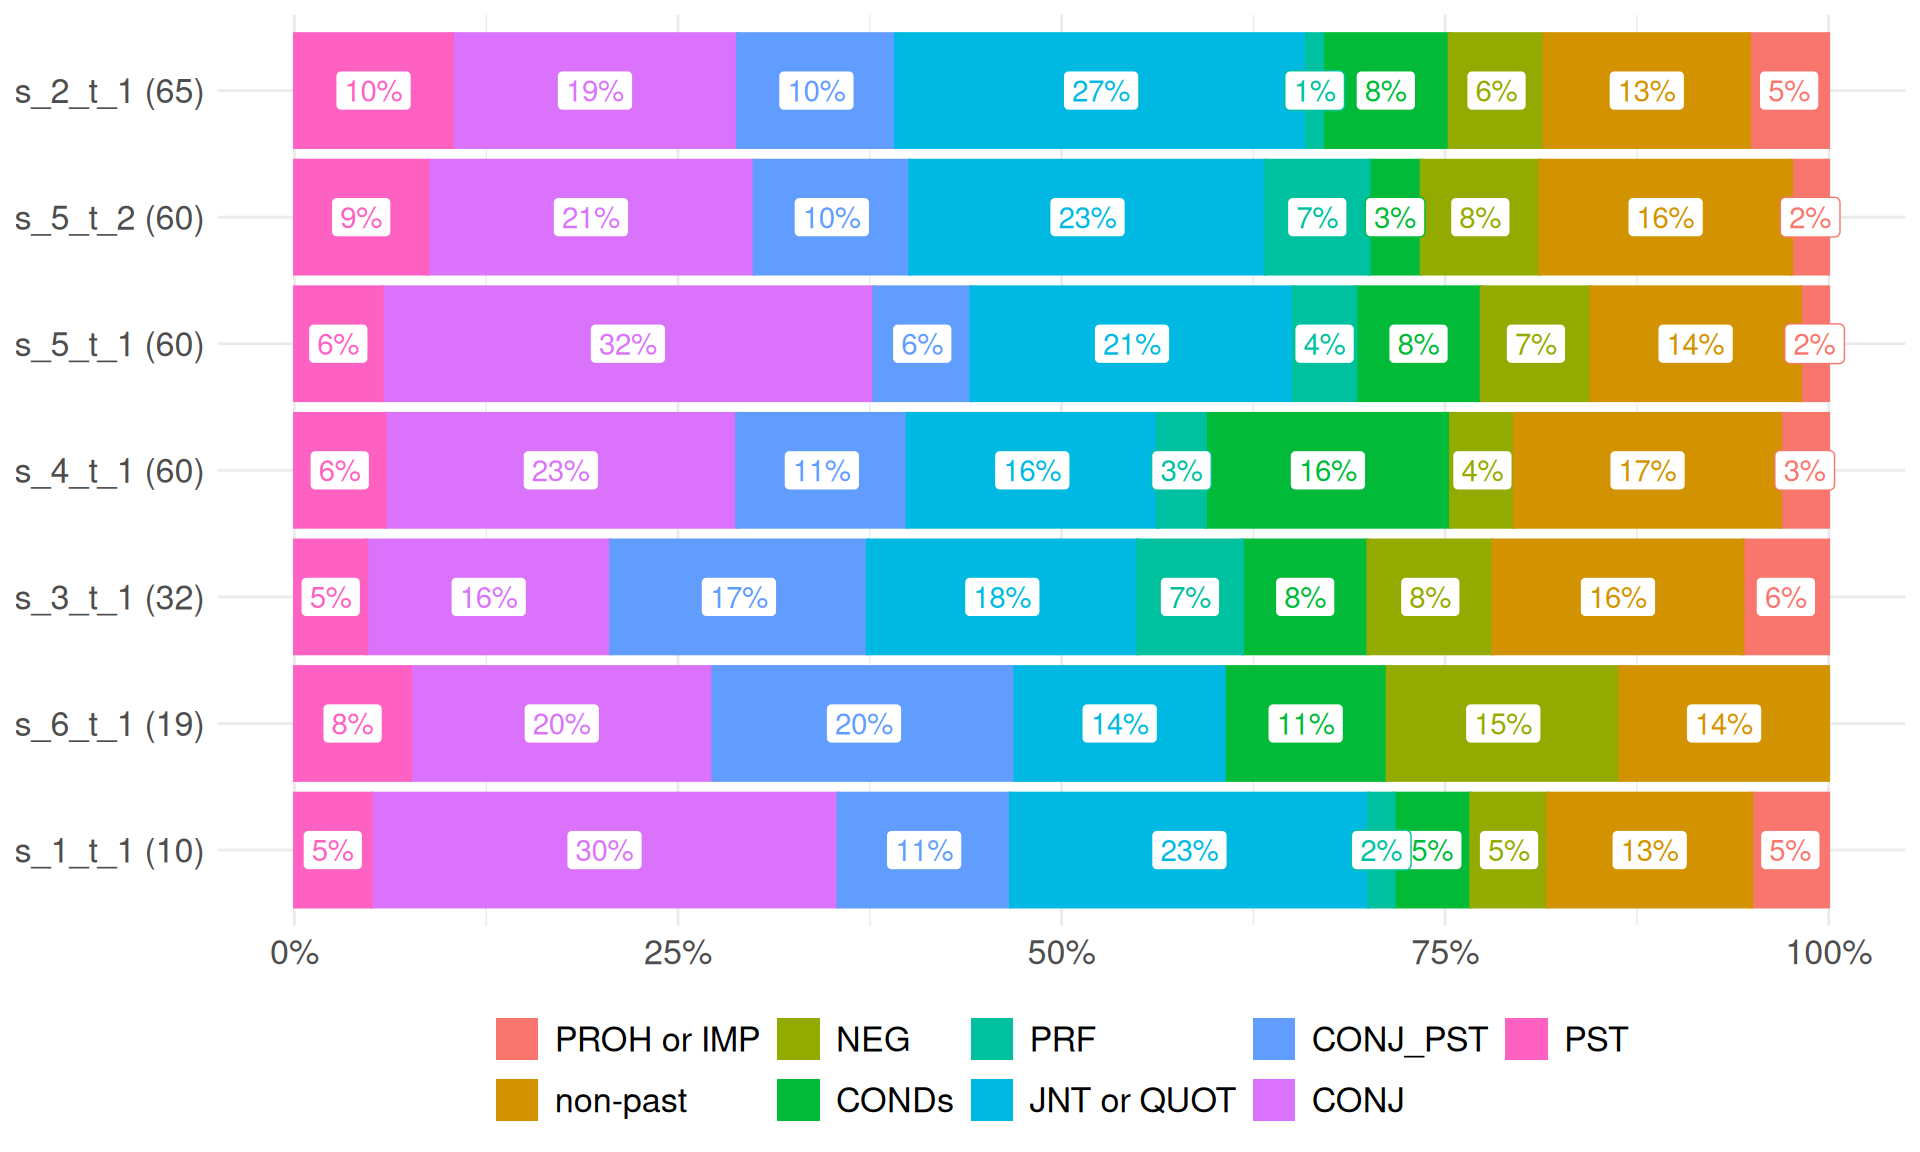 s_2_t_1 (65) 10% 19% 10% 27% 1% 8% 6% 13% 5%
s_5_t_2 (60) 9% 21% 10% 23% 7% 3% 8% 16% 2%
s_5_t_1 (60) 6% 32% 6% 21% 4% 8% 7% 14% 2%
s_4_t_1 (60) 6% 23% 11% 16% 3% 16% 4% 17% 3%
s_3_t_1 (32) 5% 16% 17% 18% 7% 8% 8% 16% 6%
s_6_t_1 (19) 8% 20% 20% 14% 11% 15% 14%
s_1_t_1 (10) 5% 30% 11% 23% 2% 5% 5% 13% 5%
0% 25% 50% 75% 100%
PROH or IMP NEG PRF CONJ_PST PST
non-past CONDs JNT or QUOT CONJ